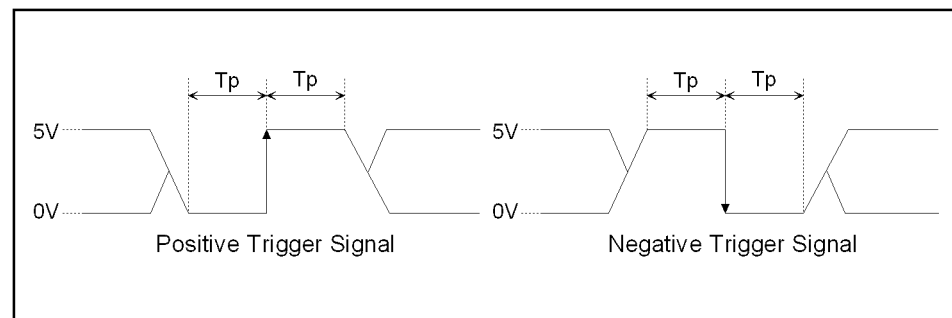 Tp Tp
5V
0V
Positive Trigger Signal
Tp Tp
5V
0V
Negative Trigger Signal